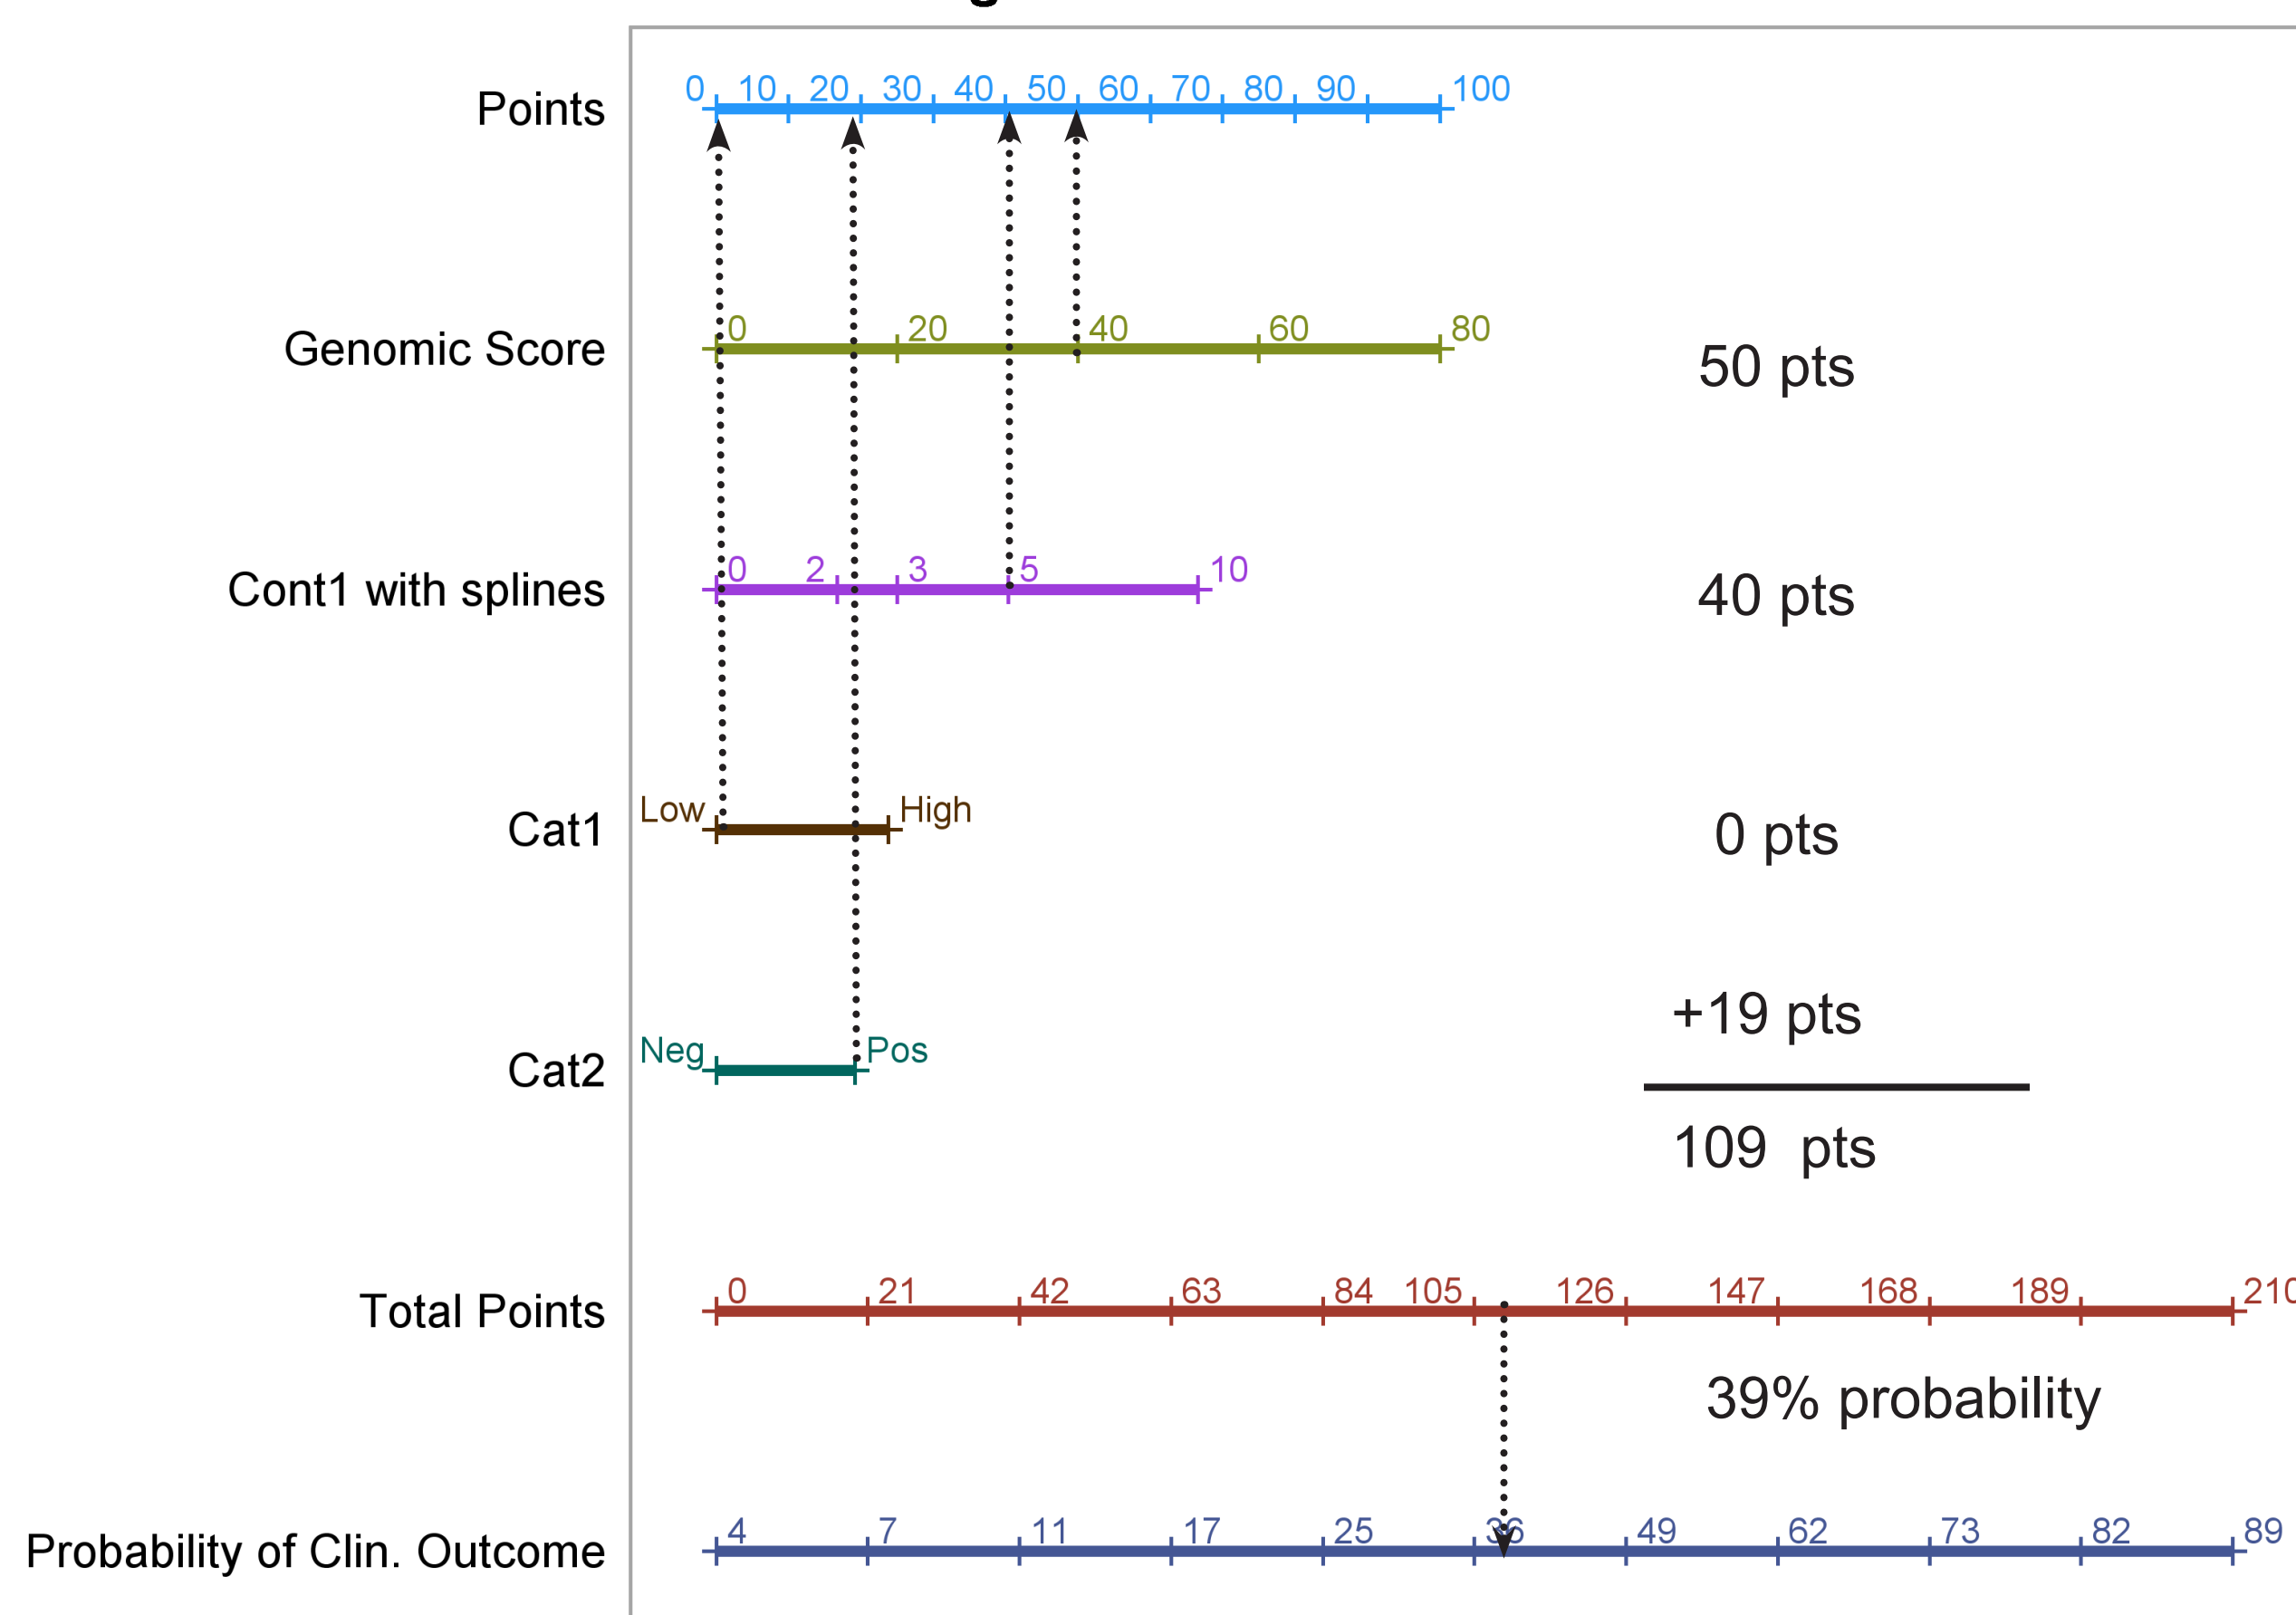 Points
0 10 20 30 40 50 60 70 80 90 100
Genomic Score
0 20 40 60 80
50 pts
Cont1 with splines
0 2 3 5 10
40 pts
Cat1
Low High
0 pts
Cat2
Neg Pos
+19 pts
109 pts
Total Points
0 21 42 63 84 105 126 147 168 189 210
39% probability
Probability of Clin. Outcome
4 7 11 17 25 36 49 62 73 82 89